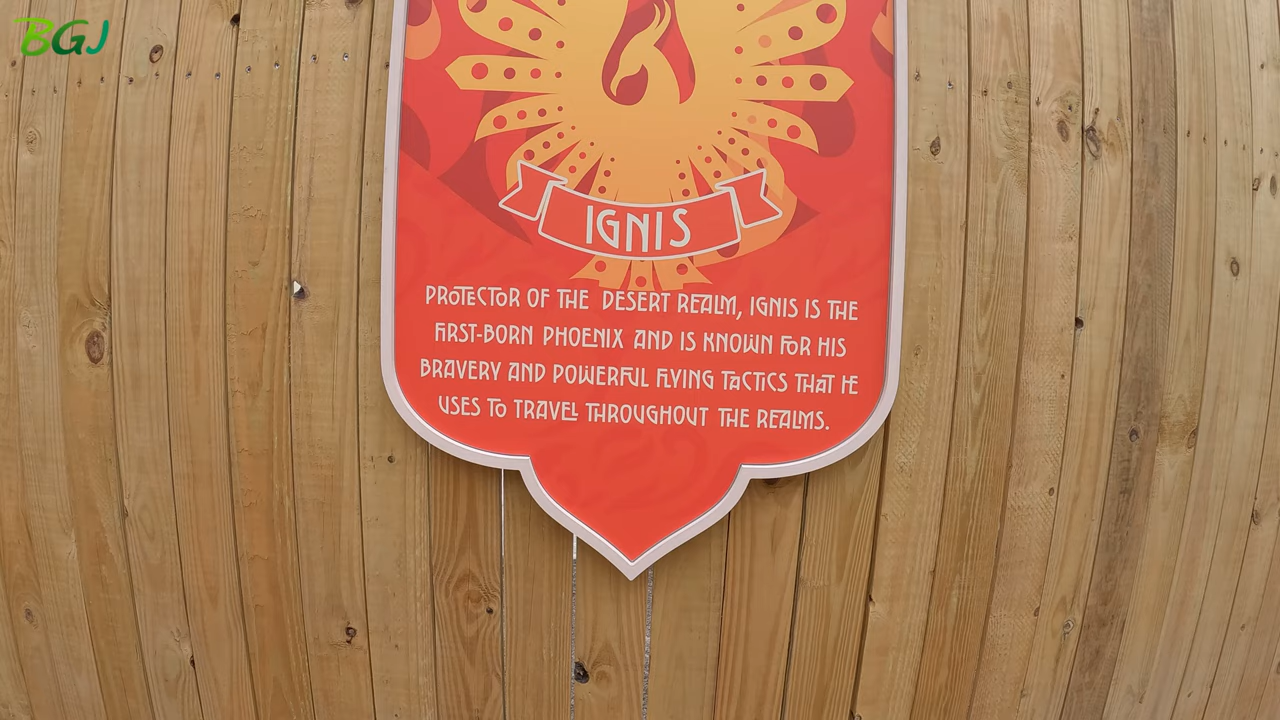 BGJ
IGNIS
PROTECTOR OF THE DESERT REALM, IGNIS IS THE
FIRST-BORN PHOENIX AND IS KNOWN FOR HIS
BRAVERY AND POWERFUL FLYING TACTICS THAT HE
USES TO TRAVEL THROUGHOUT THE REALMS.